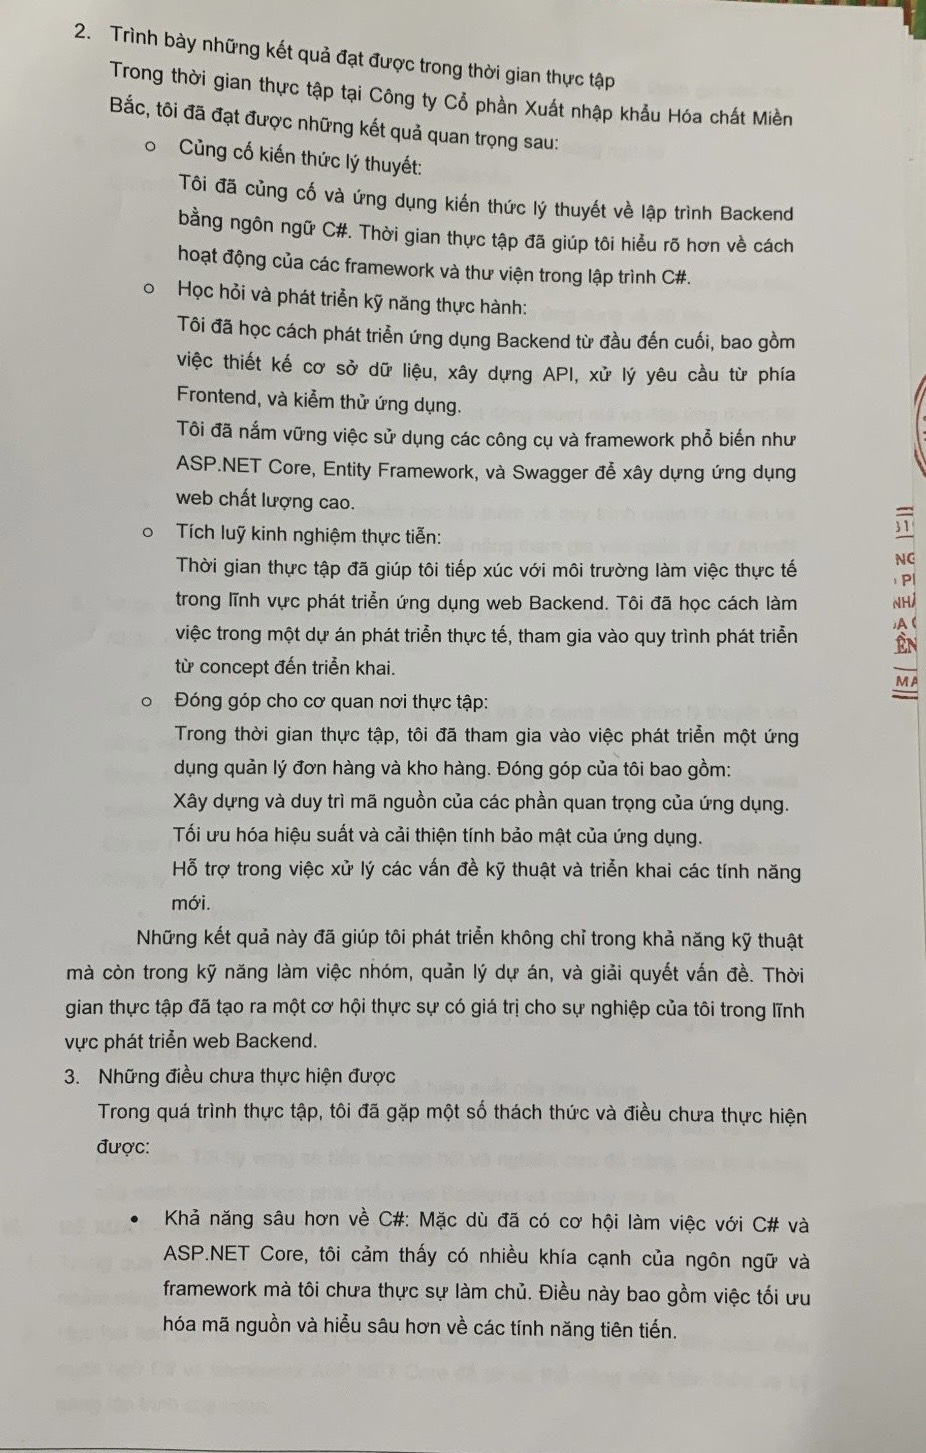 2. Trình bày những kết quả đạt được trong thời gian thực tập
Trong thời gian thực tập tại Công ty Cổ phần Xuất nhập khẩu Hóa chất Miền
Bắc, tôi đã đạt được những kết quả quan trọng sau:
o Củng cố kiến thức lý thuyết:
Tôi đã củng cố và ứng dụng kiến thức lý thuyết về lập trình Backend
bằng ngôn ngữ C#. Thời gian thực tập đã giúp tôi hiểu rõ hơn về cách
hoạt động của các framework và thư viện trong lập trình C#.
o Học hỏi và phát triển kỹ năng thực hành:
Tôi đã học cách phát triển ứng dụng Backend từ đầu đến cuối, bao gồm
việc thiết kế cơ sở dữ liệu, xây dựng API, xử lý yêu cầu từ phía
Frontend, và kiểm thử ứng dụng.
Tôi đã nắm vững việc sử dụng các công cụ và framework phổ biến như
ASP.NET Core, Entity Framework, và Swagger để xây dựng ứng dụng
web chất lượng cao.
o Tích luỹ kinh nghiệm thực tiễn:
Thời gian thực tập đã giúp tôi tiếp xúc với môi trường làm việc thực tế
trong lĩnh vực phát triển ứng dụng web Backend. Tôi đã học cách làm
việc trong một dự án phát triển thực tế, tham gia vào quy trình phát triển
từ concept đến triển khai.
o Đóng góp cho cơ quan nơi thực tập:
Trong thời gian thực tập, tôi đã tham gia vào việc phát triển một ứng
dụng quản lý đơn hàng và kho hàng. Đóng góp của tôi bao gồm:
Xây dựng và duy trì mã nguồn của các phần quan trọng của ứng dụng.
Tối ưu hóa hiệu suất và cải thiện tính bảo mật của ứng dụng.
Hỗ trợ trong việc xử lý các vấn đề kỹ thuật và triển khai các tính năng
mới.
Những kết quả này đã giúp tôi phát triển không chỉ trong khả năng kỹ thuật
mà còn trong kỹ năng làm việc nhóm, quản lý dự án, và giải quyết vấn đề. Thời
gian thực tập đã tạo ra một cơ hội thực sự có giá trị cho sự nghiệp của tôi trong lĩnh
vực phát triển web Backend.
3. Những điều chưa thực hiện được
Trong quá trình thực tập, tôi đã gặp một số thách thức và điều chưa thực hiện
được:
• Khả năng sâu hơn về C#: Mặc dù đã có cơ hội làm việc với C# và
ASP.NET Core, tôi cảm thấy có nhiều khía cạnh của ngôn ngữ và
framework mà tôi chưa thực sự làm chủ. Điều này bao gồm việc tối ưu
hóa mã nguồn và hiểu sâu hơn về các tính năng tiên tiến.